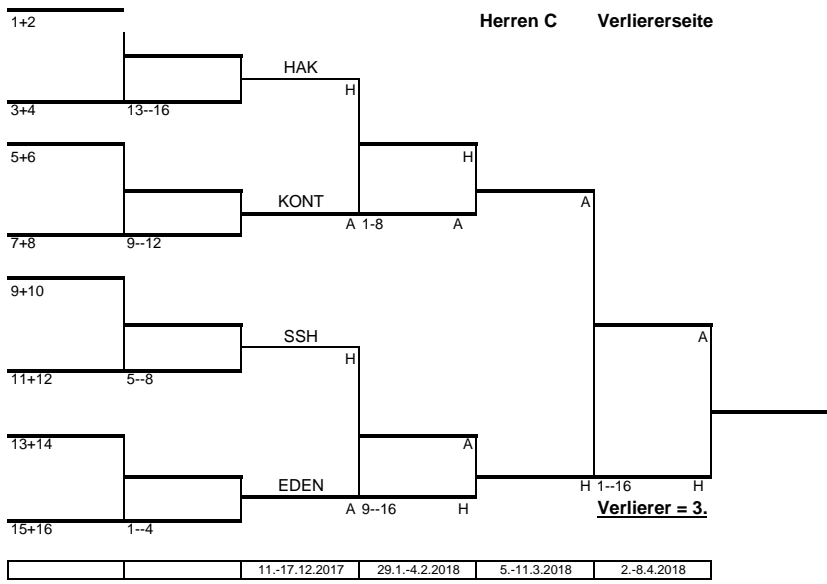 Herren C Verliererseite
1+2
HAK
H
3+4 13--16
5+6 H
KONT A
7+8 9--12 A 1-8 A
9+10
SSH A
H
11+12 5--8
13+14 A
EDEN H 1--16 H
A 9--16 H
Verlierer = 3.
15+16 1--4
11.-17.12.2017 29.1.-4.2.2018 5.-11.3.2018 2.-8.4.2018